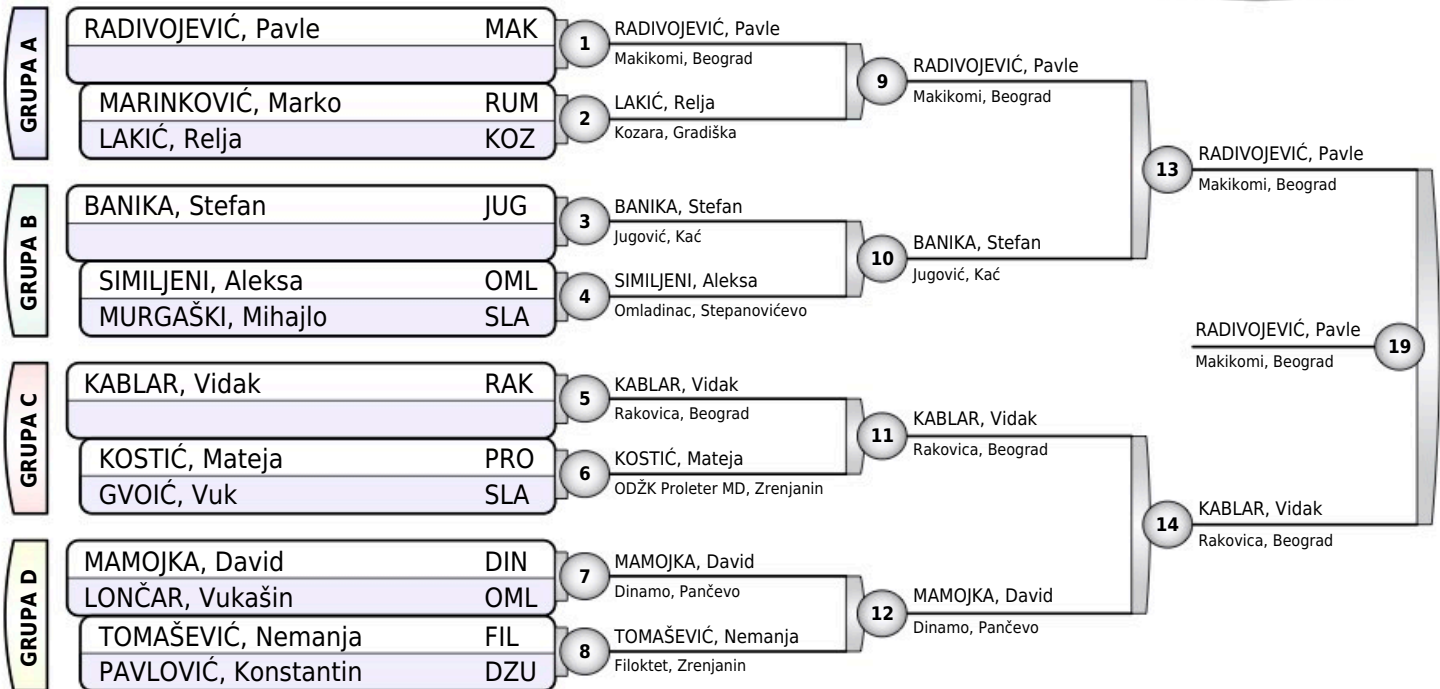 GRUPA A
RADIVOJEVIĆ, Pavle MAK
MARINKOVIĆ, Marko RUM
LAKIĆ, Relja KOZ
GRUPA B
BANIKA, Stefan JUG
SIMILJENI, Aleksa OML
MURGAŠKI, Mihajlo SLA
GRUPA C
KABLAR, Vidak RAK
KOSTIĆ, Mateja PRO
GVOIĆ, Vuk SLA
GRUPA D
MAMOJKA, David DIN
LONČAR, Vukašin OML
TOMAŠEVIĆ, Nemanja FIL
PAVLOVIĆ, Konstantin DZU
1
RADIVOJEVIĆ, Pavle
Makikomi, Beograd
2
LAKIĆ, Relja
Kozara, Gradiška
3
BANIKA, Stefan
Jugović, Kać
4
SIMILJENI, Aleksa
Omladinac, Stepanovićevo
5
KABLAR, Vidak
Rakovica, Beograd
6
KOSTIĆ, Mateja
ODŽK Proleter MD, Zrenjanin
7
MAMOJKA, David
Dinamo, Pančevo
8
TOMAŠEVIĆ, Nemanja
Filoktet, Zrenjanin
9
RADIVOJEVIĆ, Pavle
Makikomi, Beograd
10
BANIKA, Stefan
Jugović, Kać
11
KABLAR, Vidak
Rakovica, Beograd
12
MAMOJKA, David
Dinamo, Pančevo
13
RADIVOJEVIĆ, Pavle
Makikomi, Beograd
14
KABLAR, Vidak
Rakovica, Beograd
RADIVOJEVIĆ, Pavle
Makikomi, Beograd
19